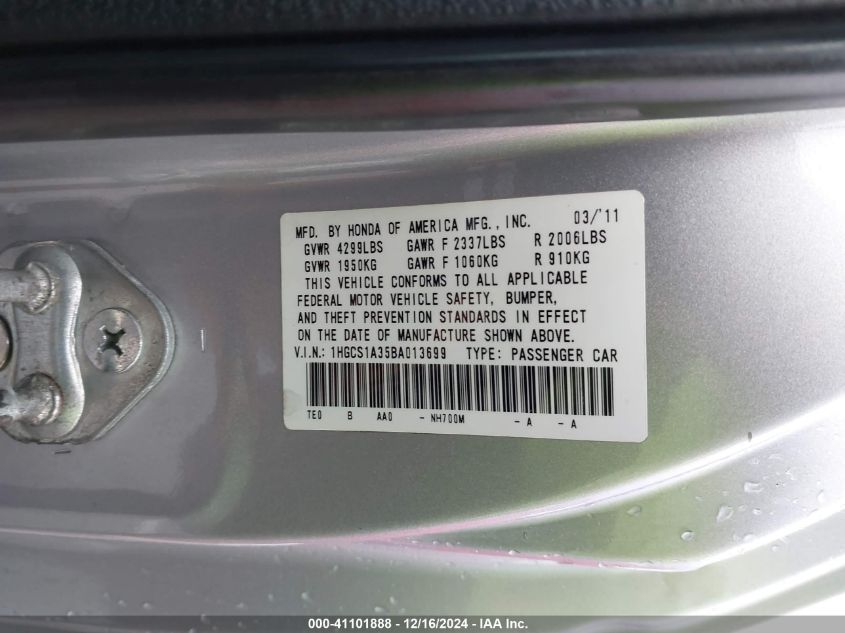 MFD. BY HONDA OF AMERICA MFG., INC. 03/'11
GVWR 4299LBS GAWR F 2337LBS R 2006LBS
GVWR 1950KG GAWR F 1060KG R 910KG
THIS VEHICLE CONFORMS TO ALL APPLICABLE
FEDERAL MOTOR VEHICLE SAFETY, BUMPER,
AND THEFT PREVENTION STANDARDS IN EFFECT
ON THE DATE OF MANUFACTURE SHOWN ABOVE.
V.I.N.: 1HGCS1A35BA013699 TYPE: PASSENGER CAR
TE0 B AA0 - NH700M - A - A
000-41101888 - 12/16/2024 - IAA Inc.